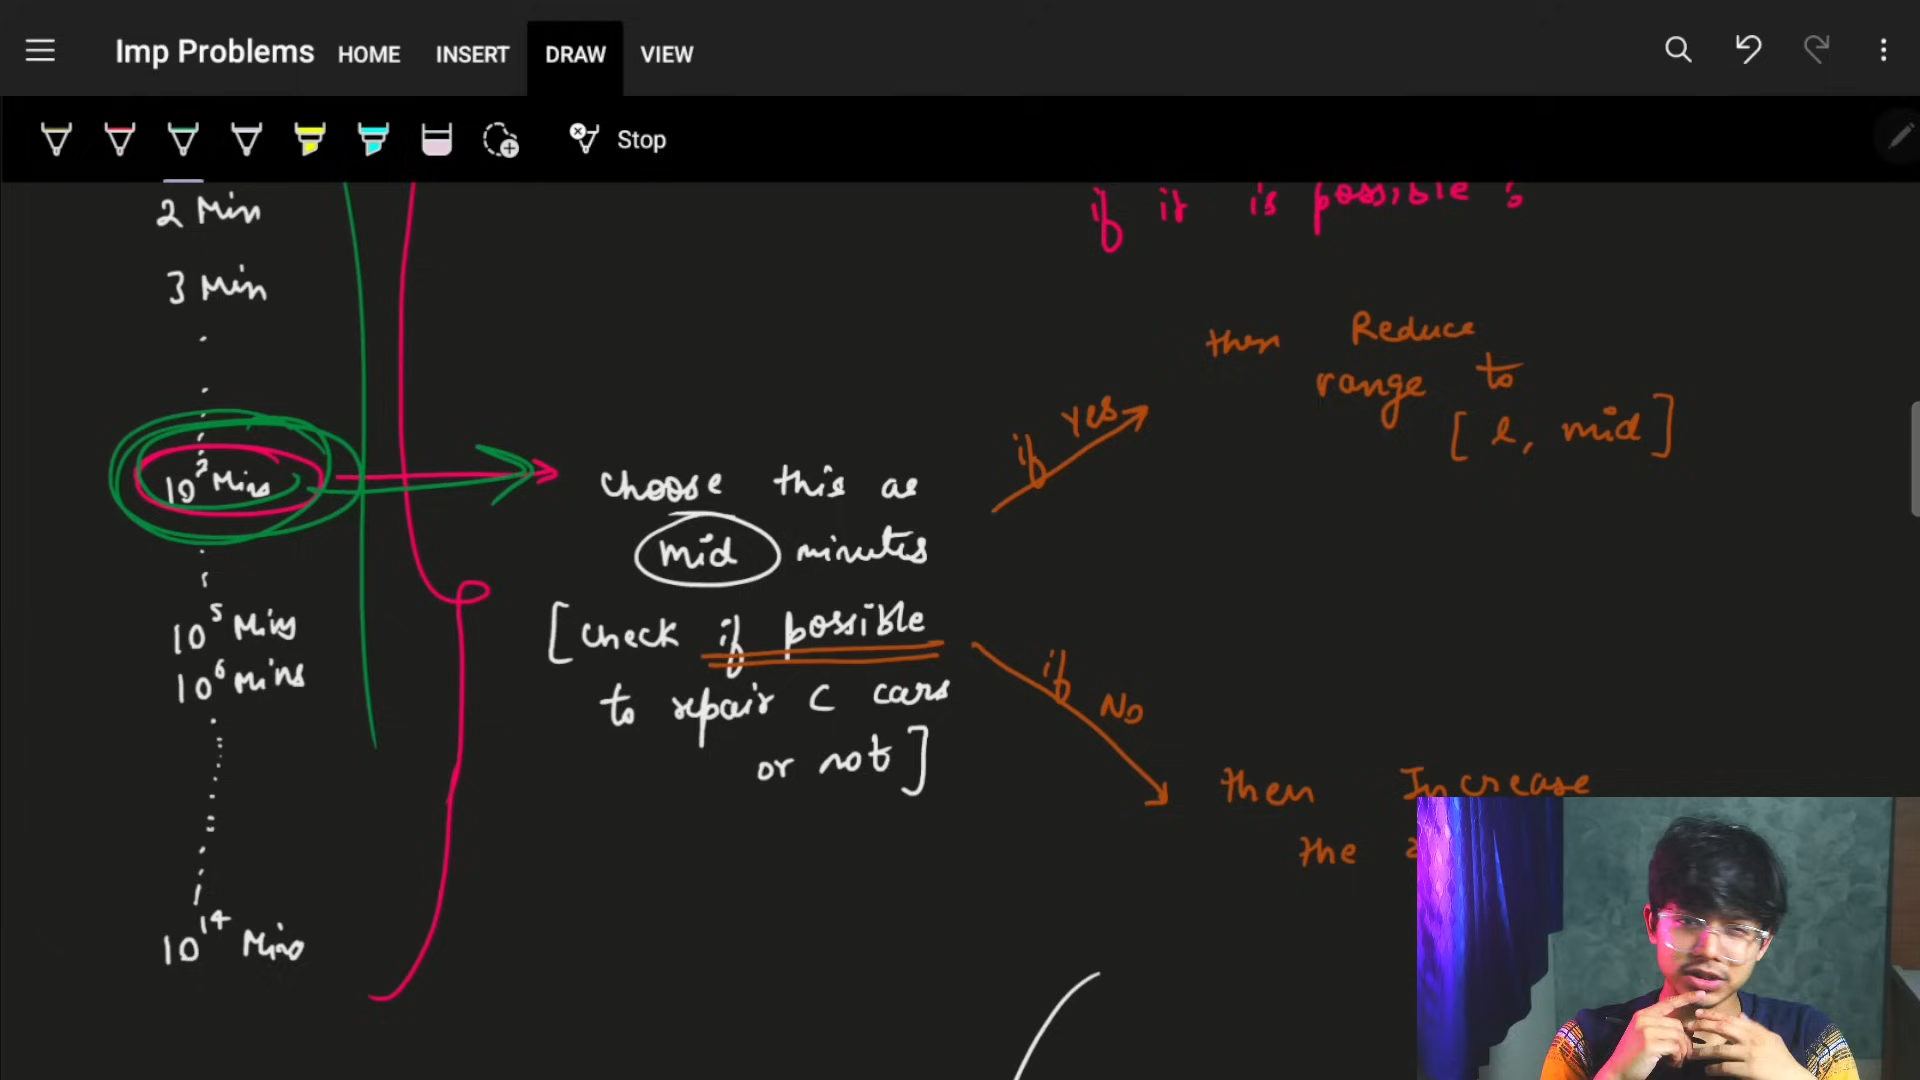 Imp Problems HOME INSERT DRAW VIEW
Stop
if it is possible ?
2 Min
3 Min
10² Mins
10⁵ Mins
10⁶ mins
10¹⁴ Mins
choose this as
mid minutes
[check if possible
to repair C cars
or not]
if Yes
then Reduce
range to
[l, mid]
if No
then Increase
the